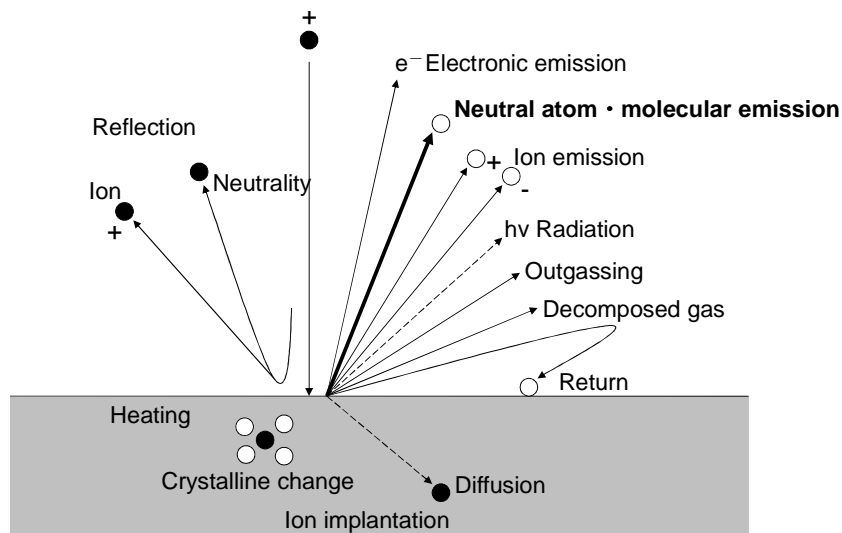 +
e⁻ Electronic emission
Neutral atom・molecular emission
Reflection
+ Ion emission
-
Neutrality
Ion
+
hν Radiation
Outgassing
Decomposed gas
Return
Heating
Crystalline change
Diffusion
Ion implantation